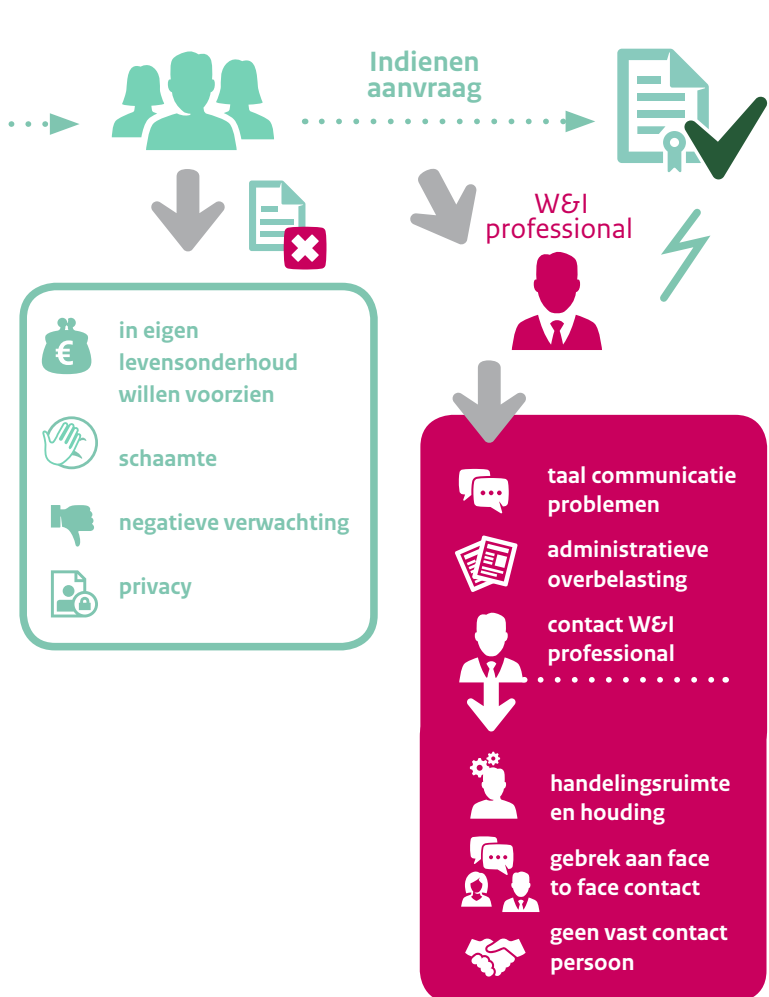 Indienen
aanvraag
W&I
professional
€
in eigen
levensonderhoud
willen voorzien
schaamte
negatieve verwachting
privacy
taal communicatie
problemen
administratieve
overbelasting
contact W&I
professional
handelingsruimte
en houding
gebrek aan face
to face contact
geen vast contact
persoon